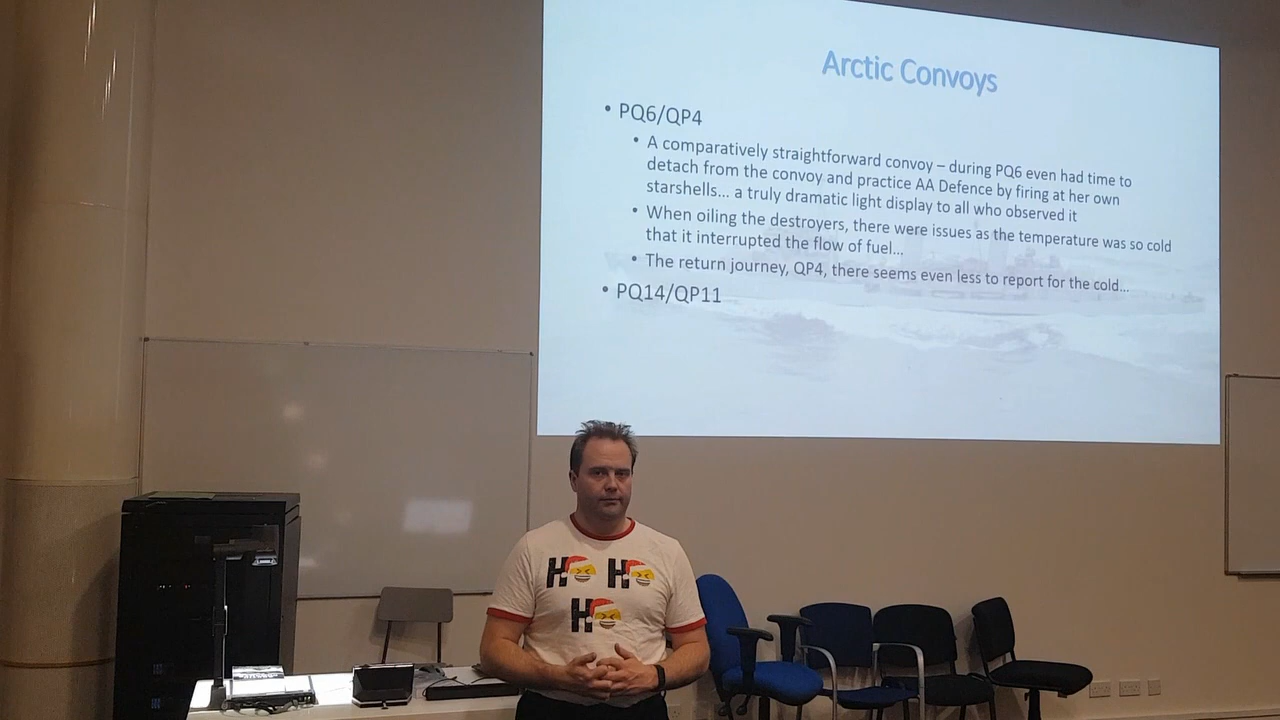 Arctic Convoys
• PQ6/QP4
• A comparatively straightforward convoy – during PQ6 even had time to
detach from the convoy and practice AA Defence by firing at her own
starshells... a truly dramatic light display to all who observed it
• When oiling the destroyers, there were issues as the temperature was so cold
that it interrupted the flow of fuel...
• The return journey, QP4, there seems even less to report for the cold...
• PQ14/QP11
H H
H